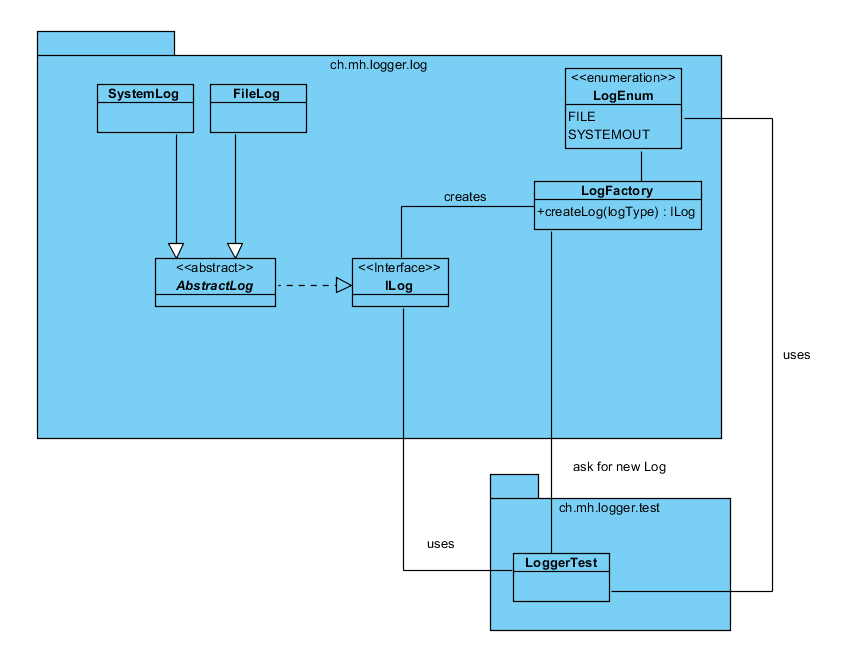 ch.mh.logger.log
SystemLog
FileLog
<<enumeration>>
LogEnum
FILE
SYSTEMOUT
LogFactory
+createLog(logType) : ILog
creates
<<abstract>>
AbstractLog
<<Interface>>
ILog
uses
ask for new Log
ch.mh.logger.test
uses
LoggerTest